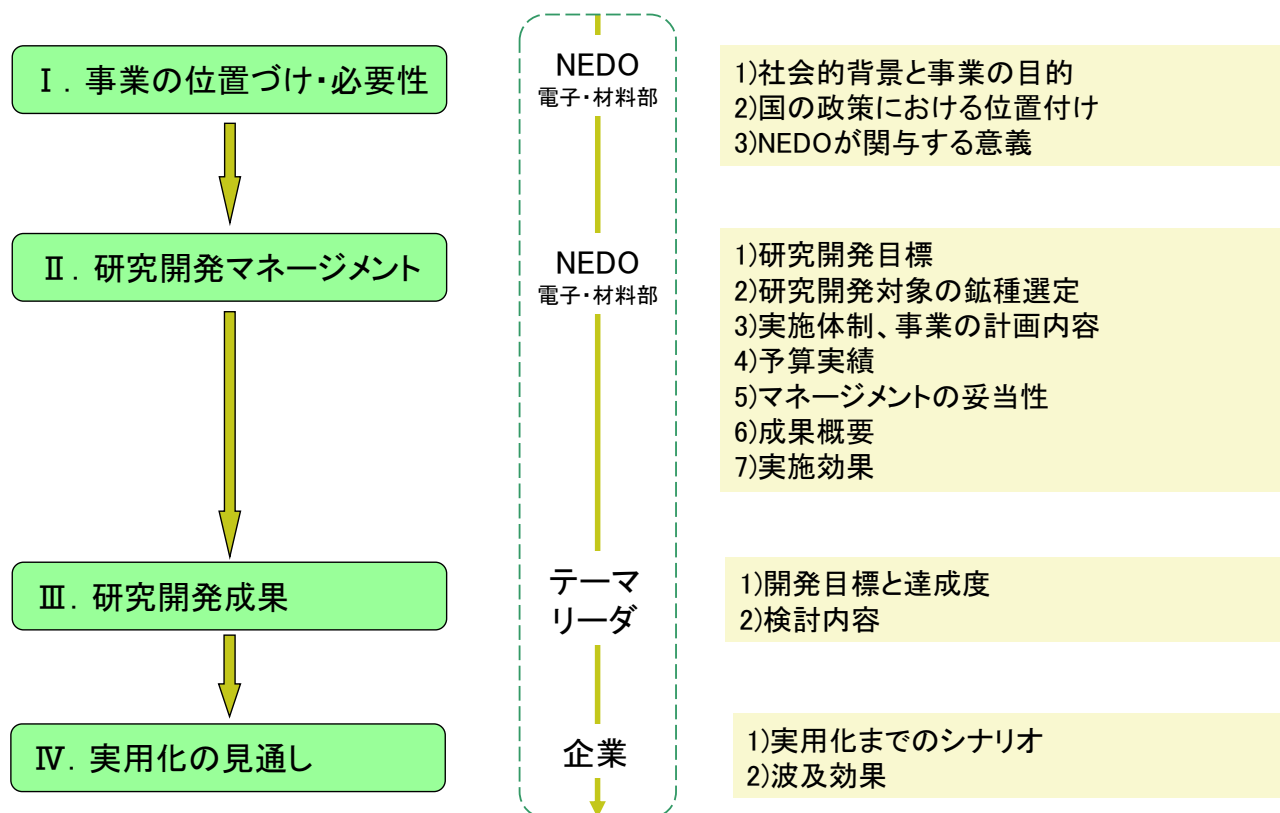 Ⅰ．事業の位置づけ・必要性
NEDO
電子・材料部
1)社会的背景と事業の目的
2)国の政策における位置付け
3)NEDOが関与する意義
Ⅱ．研究開発マネージメント
NEDO
電子・材料部
1)研究開発目標
2)研究開発対象の鉱種選定
3)実施体制、事業の計画内容
4)予算実績
5)マネージメントの妥当性
6)成果概要
7)実施効果
Ⅲ．研究開発成果
テーマ
リーダ
1)開発目標と達成度
2)検討内容
Ⅳ．実用化の見通し
企業
1)実用化までのシナリオ
2)波及効果